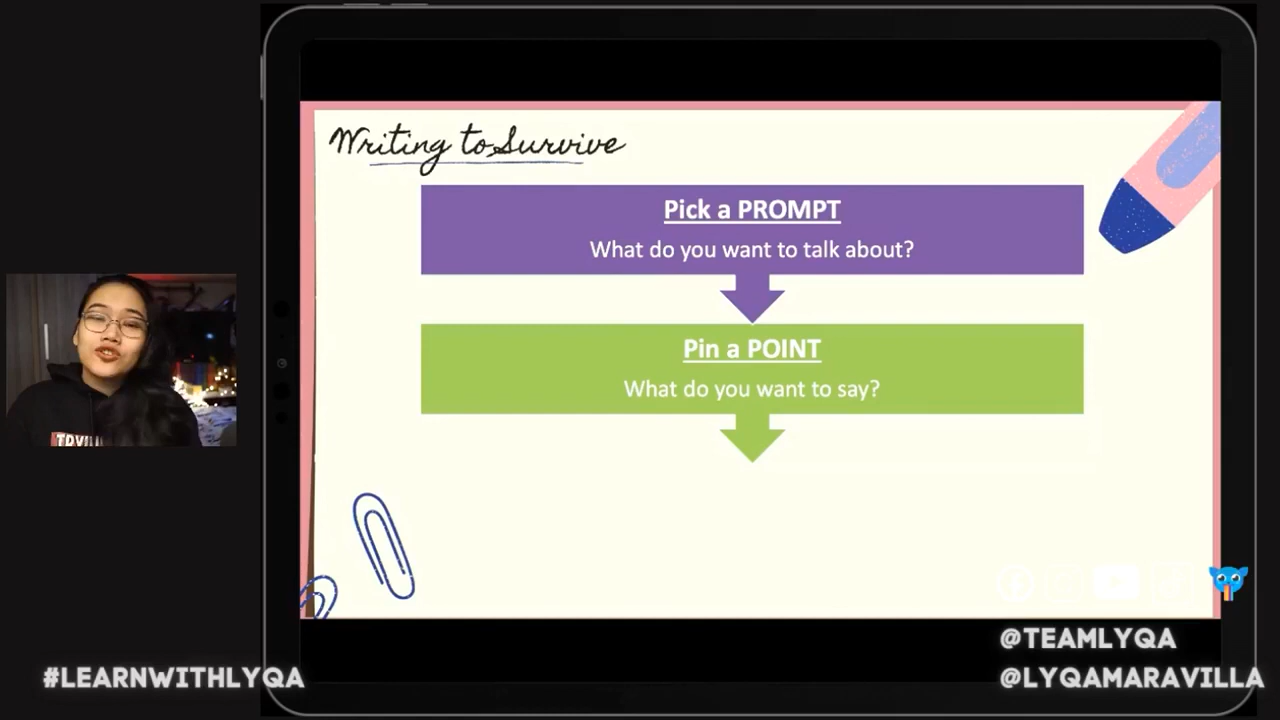 Writing to Survive
Pick a PROMPT
What do you want to talk about?
Pin a POINT
What do you want to say?
@TEAMLYQA
#LEARNWITHLYQA
@LYQAMARAVILLA